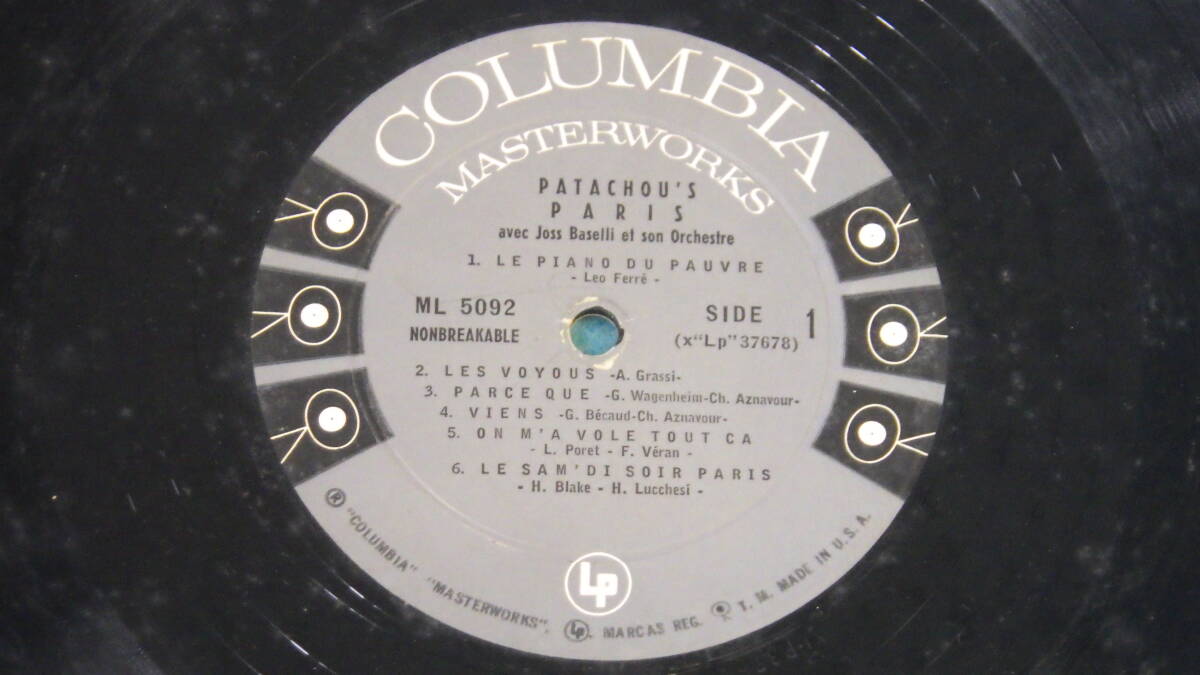 COLUMBIA
MASTERWORKS
PATACHOU'S
PARIS
avec Joss Baselli et son Orchestre
1. LE PIANO DU PAUVRE
- Leo Ferré -
ML 5092
NONBREAKABLE
SIDE 1
(x"Lp"37678)
2. LES VOYOUS -A. Grassi-
3. PARCE QUE -G. Wagenheim-Ch. Aznavour-
4. VIENS -G. Bécaud-Ch. Aznavour-
5. ON M'A VOLE TOUT CA
- L. Poret - F. Véran -
6. LE SAM'DI SOIR PARIS
- H. Blake - H. Lucchesi -
Lp
® "COLUMBIA" "MASTERWORKS", Lp. MARCAS REG. T. M. MADE IN U.S.A.